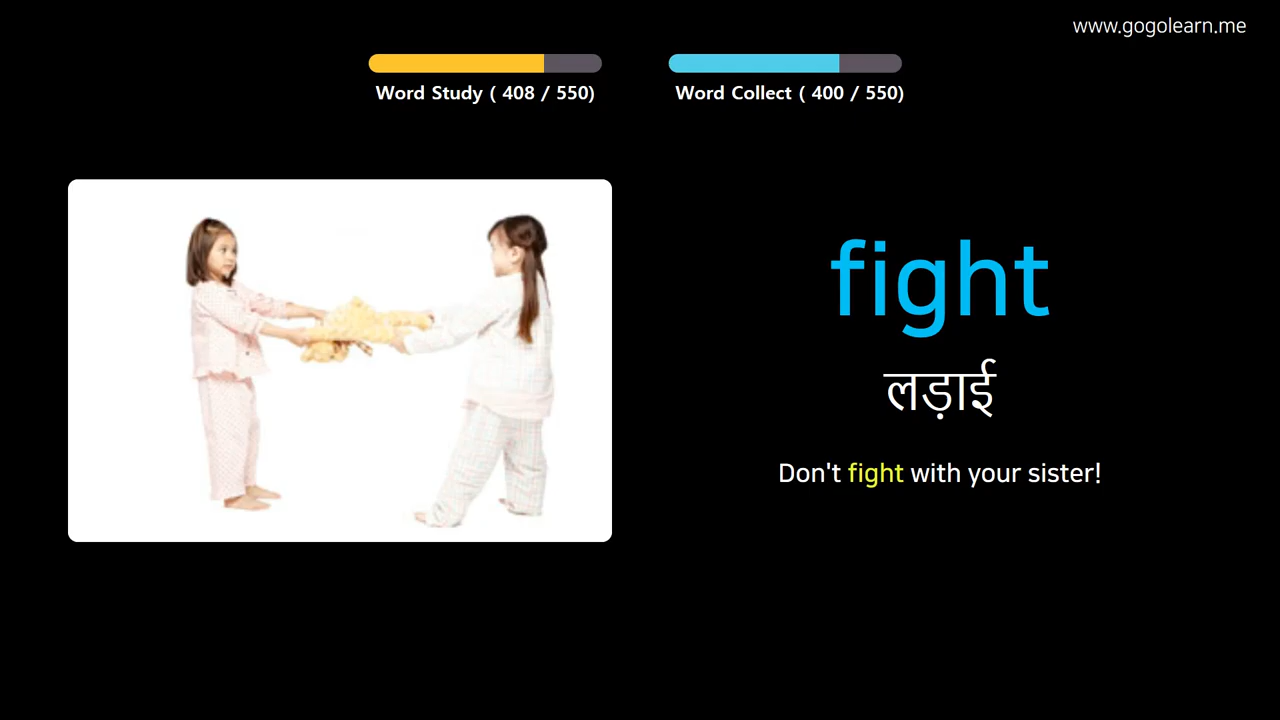 www.gogolearn.me
Word Study ( 408 / 550)
Word Collect ( 400 / 550)
fight
लड़ाई
Don't fight with your sister!